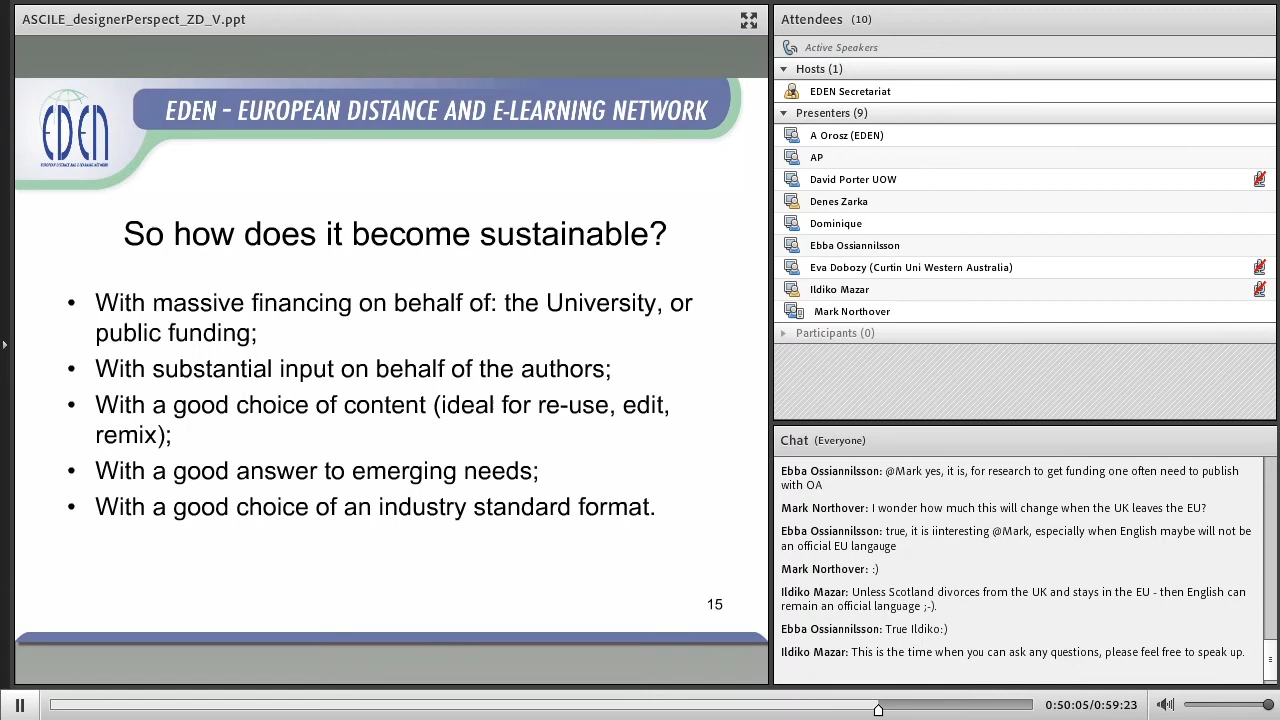 ASCILE_designerPerspect_ZD_V.ppt
EDEN
EDEN - EUROPEAN DISTANCE AND E-LEARNING NETWORK
EUROPEAN DISTANCE AND E-LEARNING NETWORK
So how does it become sustainable?
• With massive financing on behalf of: the University, or
public funding;
• With substantial input on behalf of the authors;
• With a good choice of content (ideal for re-use, edit,
remix);
• With a good answer to emerging needs;
• With a good choice of an industry standard format.
15
Attendees (10)
Active Speakers
Hosts (1)
EDEN Secretariat
Presenters (9)
A Orosz (EDEN)
AP
David Porter UOW
Denes Zarka
Dominique
Ebba Ossiannilsson
Eva Dobozy (Curtin Uni Western Australia)
Ildiko Mazar
Mark Northover
Participants (0)
Chat (Everyone)
Ebba Ossiannilsson: @Mark yes, it is, for research to get funding one often need to publish
with OA
Mark Northover: I wonder how much this will change when the UK leaves the EU?
Ebba Ossiannilsson: true, it is iinteresting @Mark, especially when English maybe will not be
an official EU langauge
Mark Northover: :)
Ildiko Mazar: Unless Scotland divorces from the UK and stays in the EU - then English can
remain an official language ;-).
Ebba Ossiannilsson: True Ildiko:)
Ildiko Mazar: This is the time when you can ask any questions, please feel free to speak up.
0:50:05/0:59:23